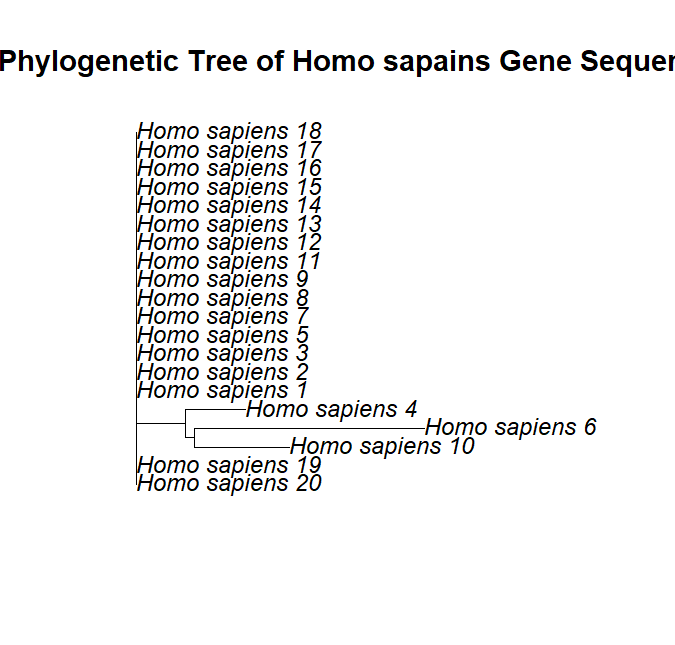 Phylogenetic Tree of Homo sapains Gene Sequer
Homo sapiens 18
Homo sapiens 17
Homo sapiens 16
Homo sapiens 15
Homo sapiens 14
Homo sapiens 13
Homo sapiens 12
Homo sapiens 11
Homo sapiens 9
Homo sapiens 8
Homo sapiens 7
Homo sapiens 5
Homo sapiens 3
Homo sapiens 2
Homo sapiens 1
Homo sapiens 4
Homo sapiens 6
Homo sapiens 10
Homo sapiens 19
Homo sapiens 20